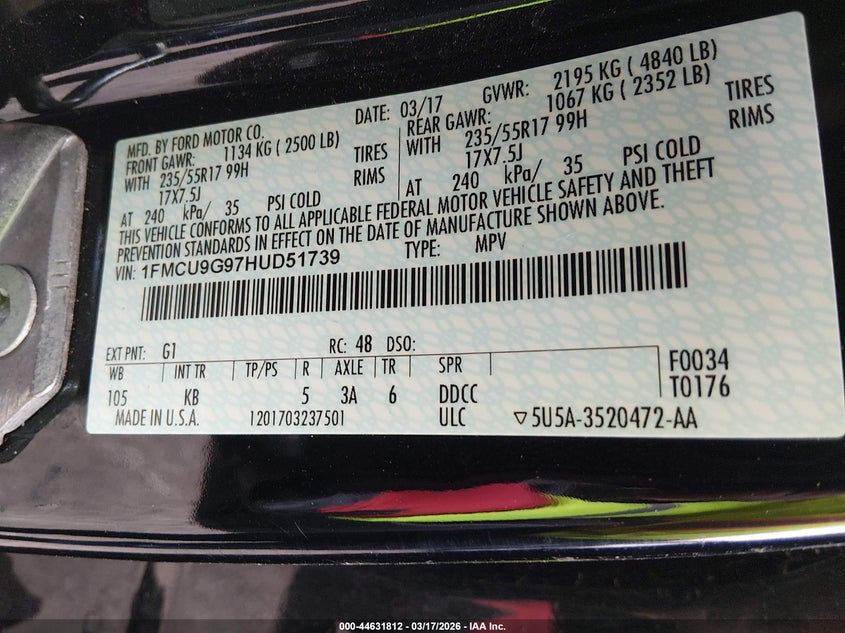 MFD. BY FORD MOTOR CO.
DATE: 03/17 GVWR: 2195 KG ( 4840 LB)
FRONT GAWR: 1134 KG ( 2500 LB) REAR GAWR: 1067 KG ( 2352 LB)
WITH 235/55R17 99H TIRES WITH 235/55R17 99H TIRES
17X7.5J RIMS 17X7.5J RIMS
AT 240 kPa/ 35 PSI COLD AT 240 kPa/ 35 PSI COLD
THIS VEHICLE CONFORMS TO ALL APPLICABLE FEDERAL MOTOR VEHICLE SAFETY AND THEFT
PREVENTION STANDARDS IN EFFECT ON THE DATE OF MANUFACTURE SHOWN ABOVE.
VIN: 1FMCU9G97HUD51739 TYPE: MPV
EXT PNT: G1 RC: 48 DSO:
WB INT TR TP/PS R AXLE TR SPR F0034
105 KB 5 3A 6 DDCC T0176
MADE IN U.S.A. 1201703237501 ULC ▽5U5A-3520472-AA
000-44631812 - 03/17/2026 - IAA Inc.